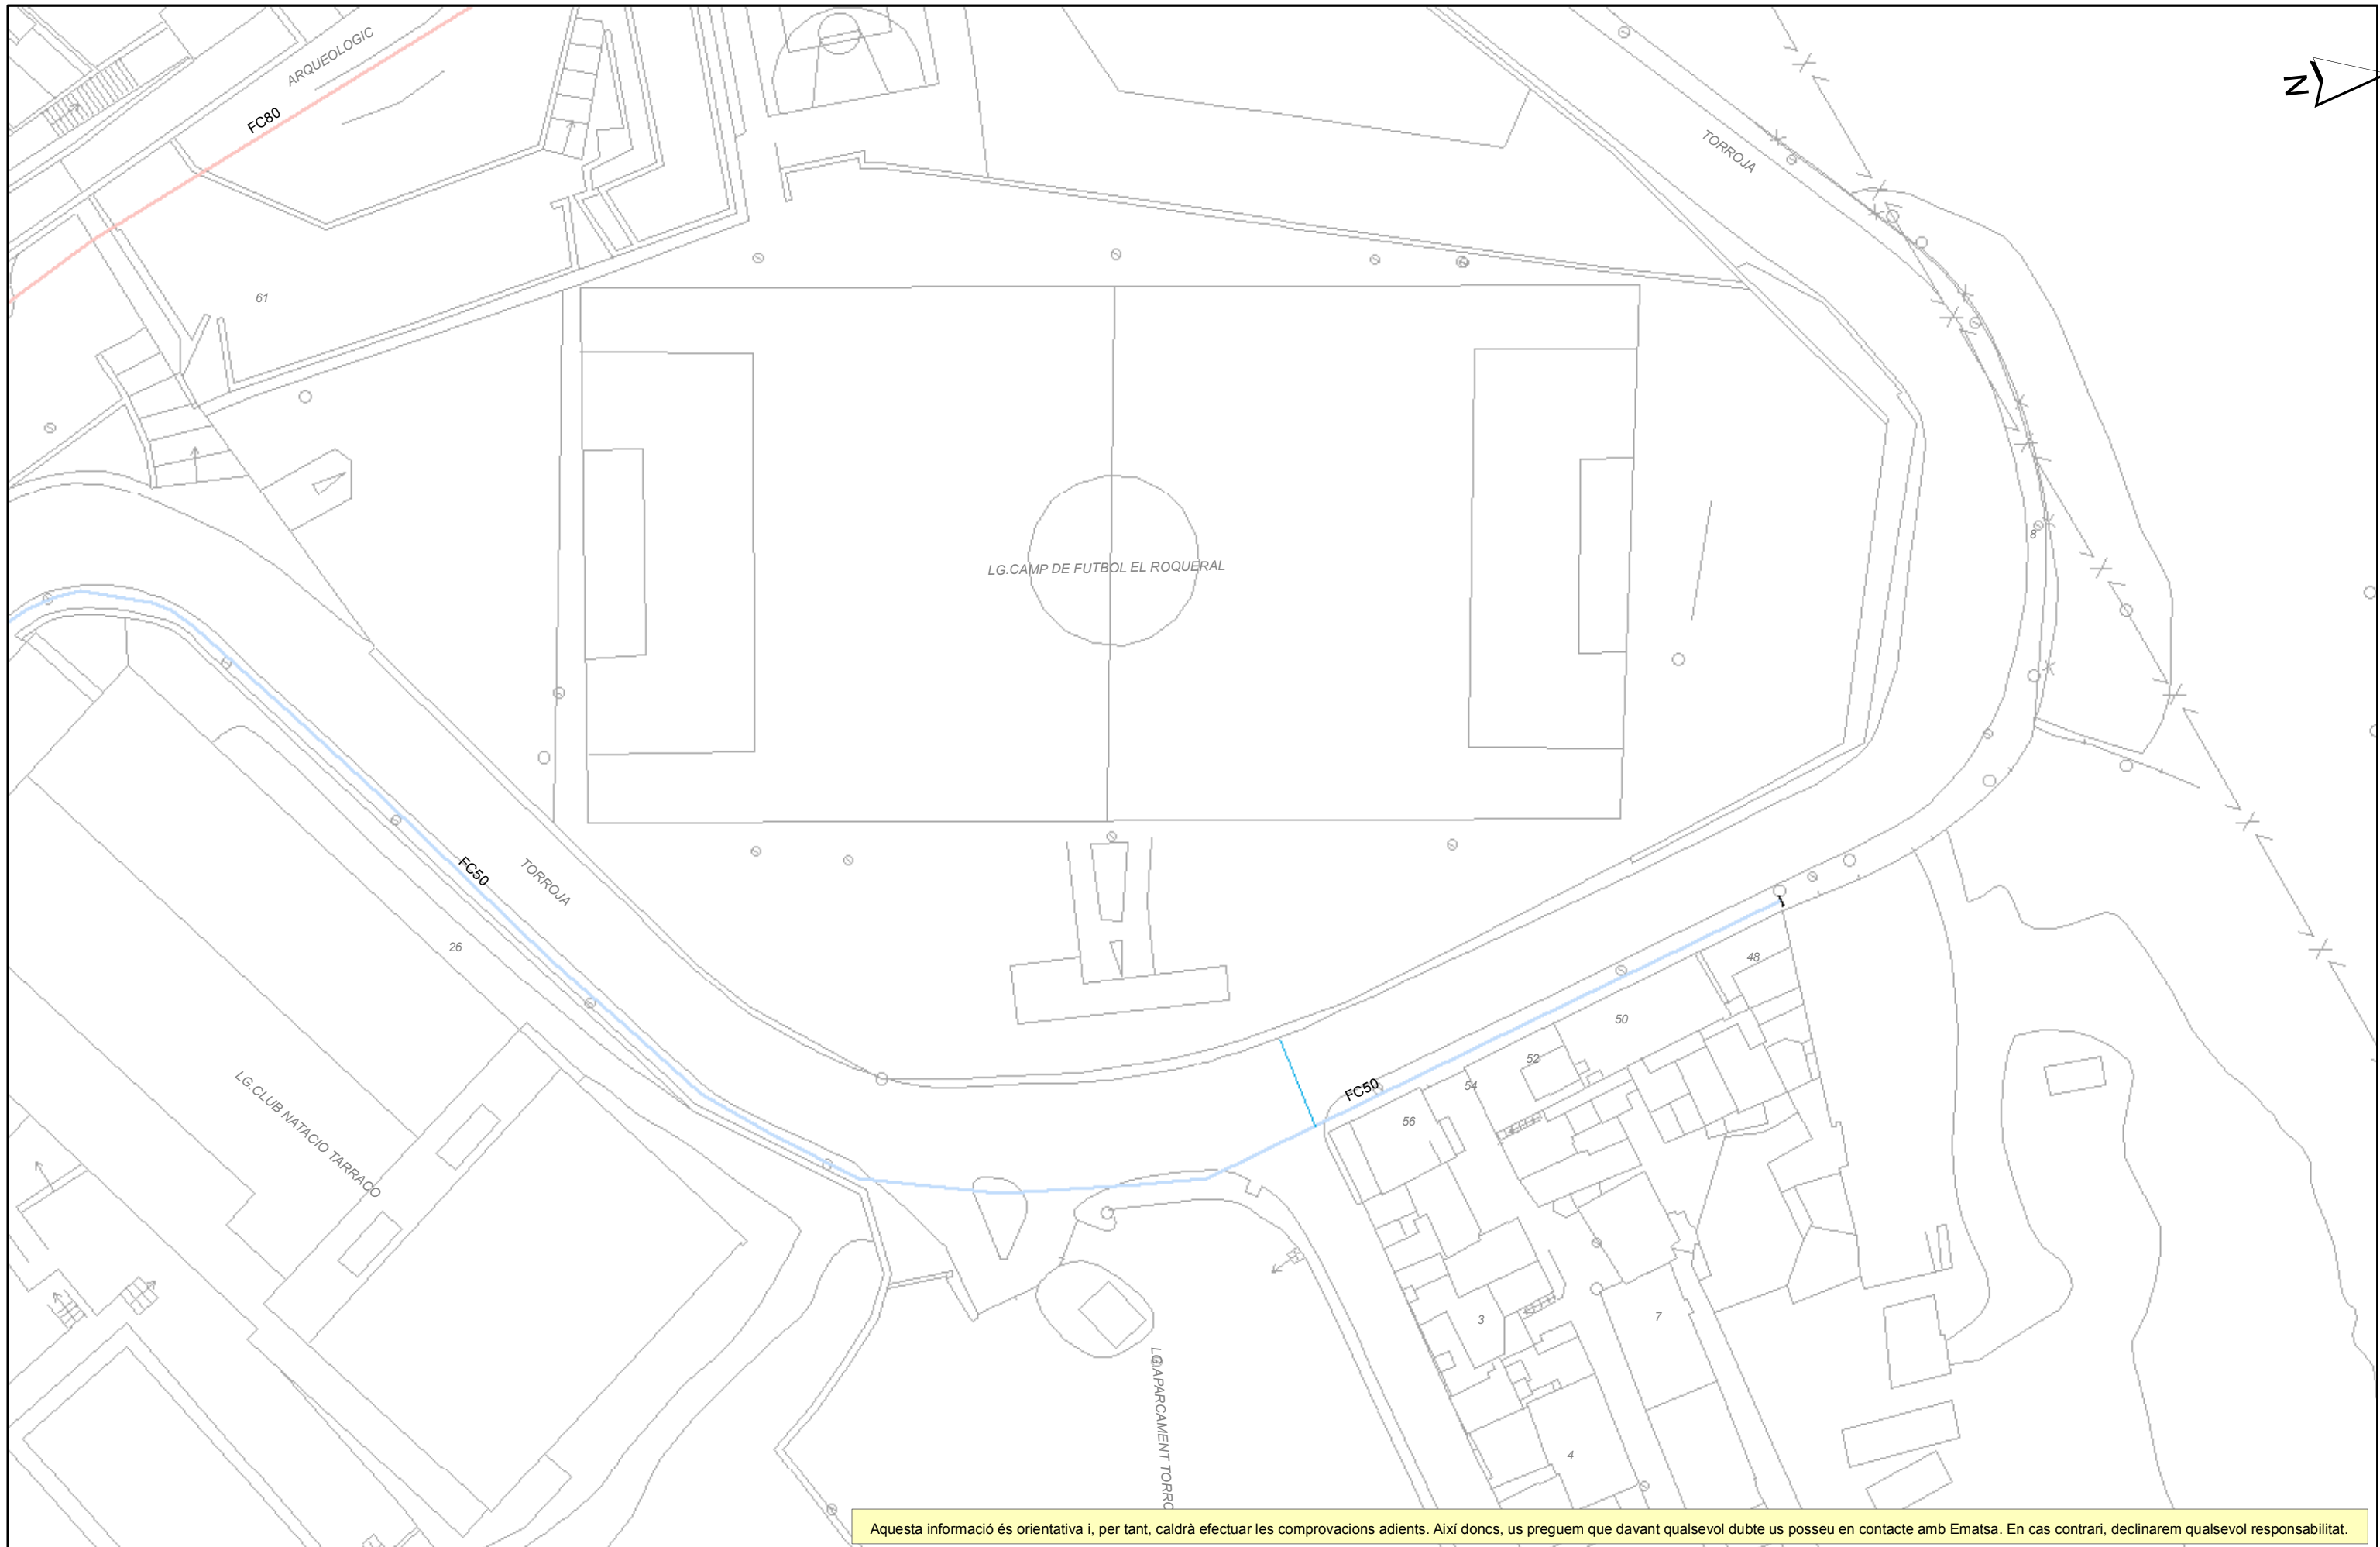 ARQUEOLOGIC
FC80
N
TORROJA
61
8
LG.CAMP DE FUTBOL EL ROQUERAL
FC50
TORROJA
26
48
50
52
54
56
FC50
LG.CLUB NATACIO TARRACO
3
7
LG.APARCAMENT TORRO
4
Aquesta informació és orientativa i, per tant, caldrà efectuar les comprovacions adients. Així doncs, us preguem que davant qualsevol dubte us posseu en contacte amb Ematsa. En cas contrari, declinarem qualsevol responsabilitat.